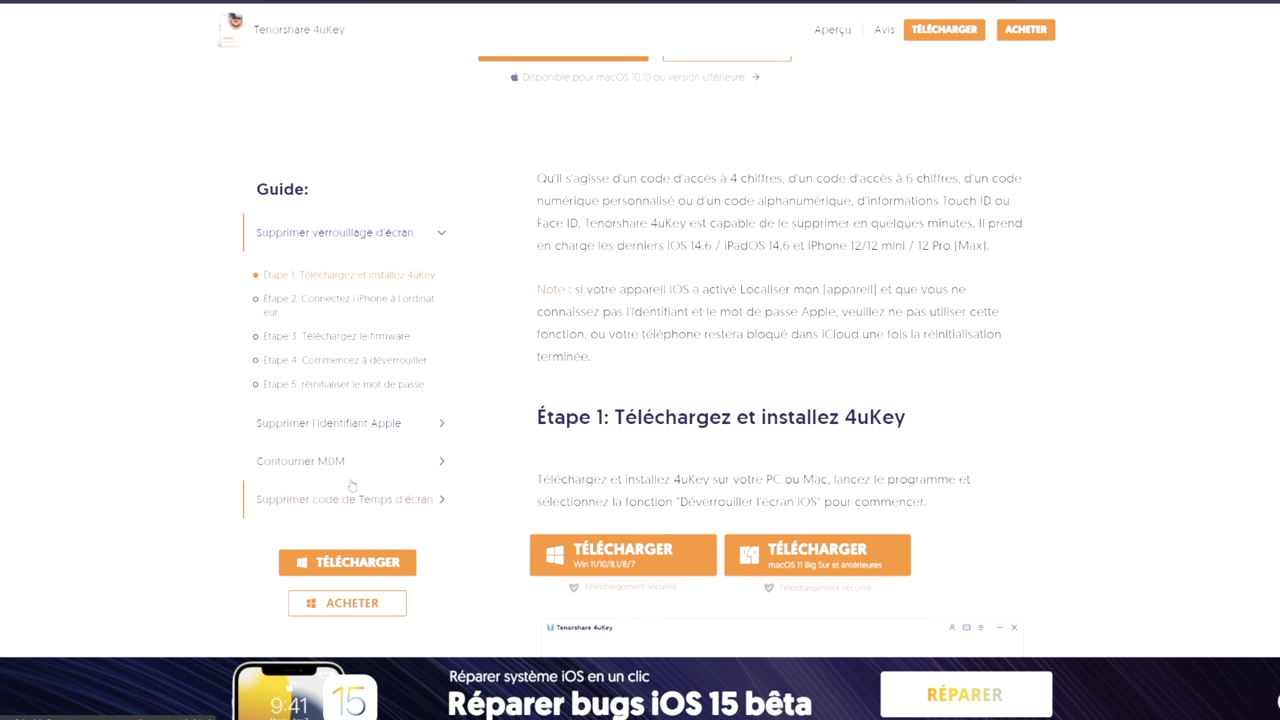 Tenorshare 4uKey
Aperçu
Avis
TÉLÉCHARGER
ACHETER
Disponible pour macOS 10.10 ou version ultérieure
Guide:
Supprimer verrouillage d'écran
Étape 1: Téléchargez et installez 4uKey
Étape 2: Connectez l'iPhone à l'ordinat
eur
Étape 3: Téléchargez le firmware
Étape 4: Commencez à déverrouiller
Étape 5: réinitialiser le mot de passe
Supprimer l'identifiant Apple
Contourner MDM
Supprimer code de Temps d'écran
TÉLÉCHARGER
ACHETER
Qu'il s'agisse d'un code d'accès à 4 chiffres, d'un code d'accès à 6 chiffres, d'un code
numérique personnalisé ou d'un code alphanumérique, d'informations Touch ID ou
Face ID, Tenorshare 4uKey est capable de le supprimer en quelques minutes. Il prend
en charge les derniers iOS 14.6 / iPadOS 14.6 et iPhone 12/12 mini / 12 Pro (Max).
Note : si votre appareil iOS a activé Localiser mon [appareil] et que vous ne
connaissez pas l'identifiant et le mot de passe Apple, veuillez ne pas utiliser cette
fonction, ou votre téléphone restera bloqué dans iCloud une fois la réinitialisation
terminée.
Étape 1: Téléchargez et installez 4uKey
Téléchargez et installez 4uKey sur votre PC ou Mac, lancez le programme et
sélectionnez la fonction "Déverrouiller l'écran iOS" pour commencer.
TÉLÉCHARGER
Win 11/10/8.1/8/7
Téléchargement sécurisé
TÉLÉCHARGER
macOS 11 Big Sur et antérieures
Téléchargement sécurisé
Tenorshare 4uKey
9:41
15
Réparer système iOS en un clic
Réparer bugs iOS 15 bêta
RÉPARER